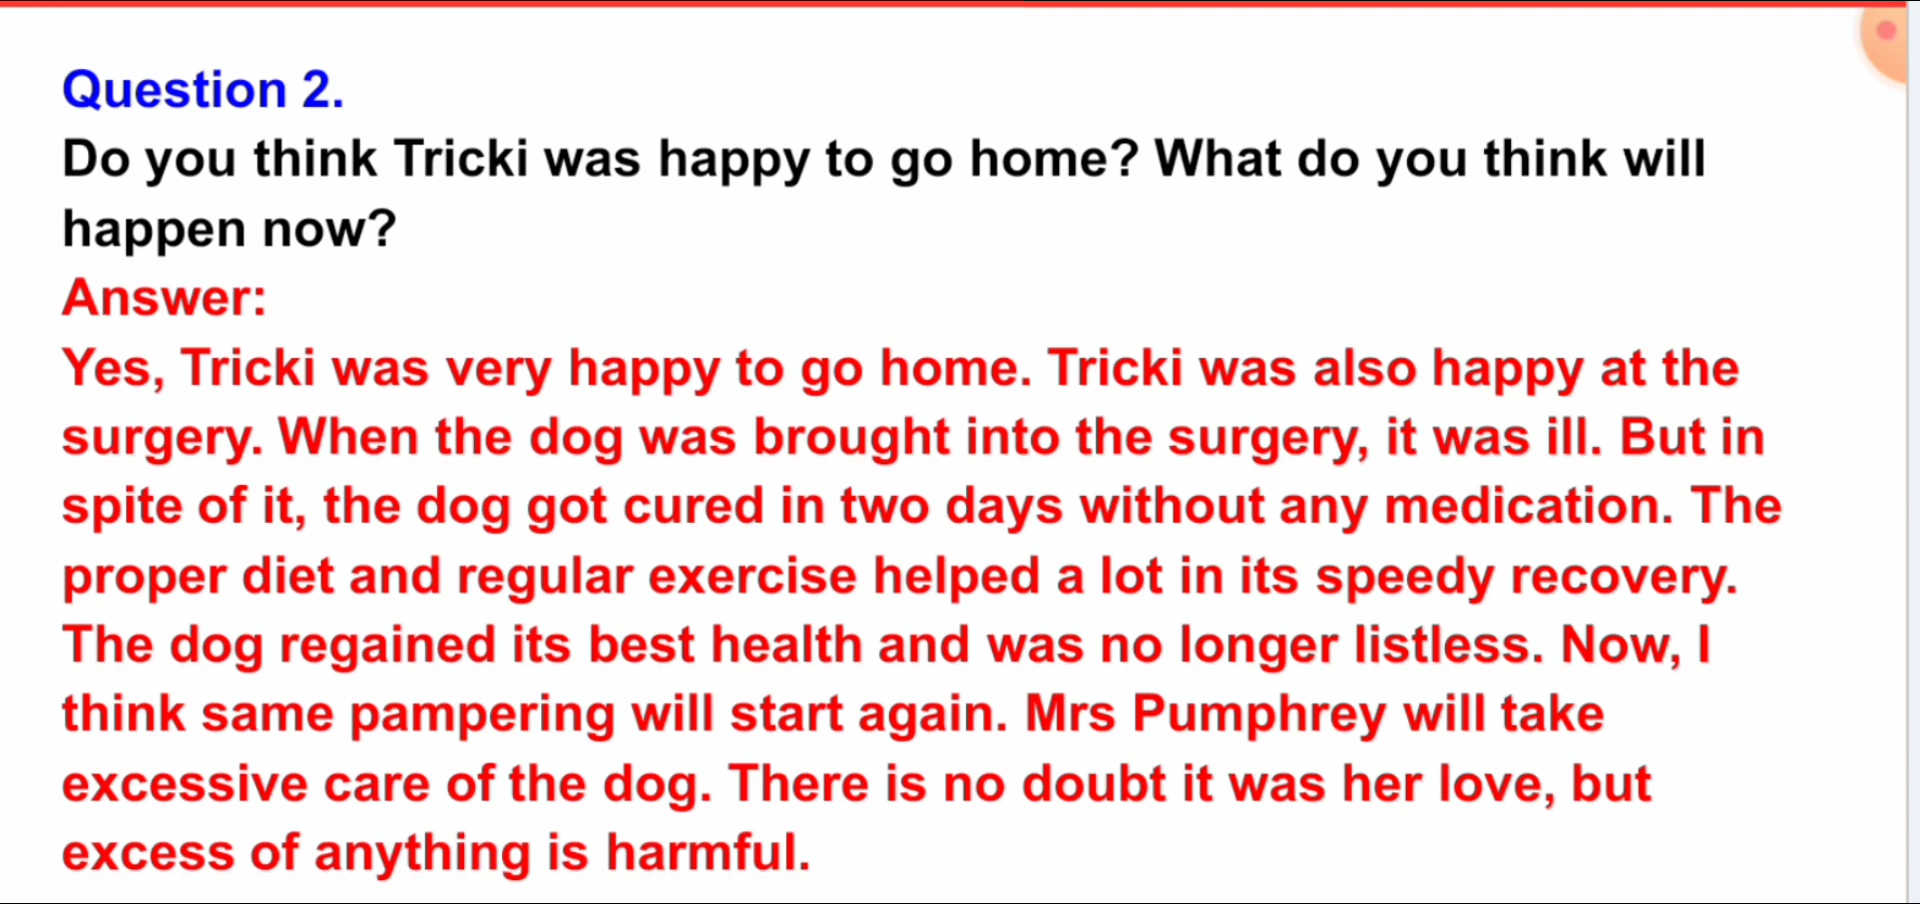 Question 2.
Do you think Tricki was happy to go home? What do you think will
happen now?
Answer:
Yes, Tricki was very happy to go home. Tricki was also happy at the
surgery. When the dog was brought into the surgery, it was ill. But in
spite of it, the dog got cured in two days without any medication. The
proper diet and regular exercise helped a lot in its speedy recovery.
The dog regained its best health and was no longer listless. Now, I
think same pampering will start again. Mrs Pumphrey will take
excessive care of the dog. There is no doubt it was her love, but
excess of anything is harmful.